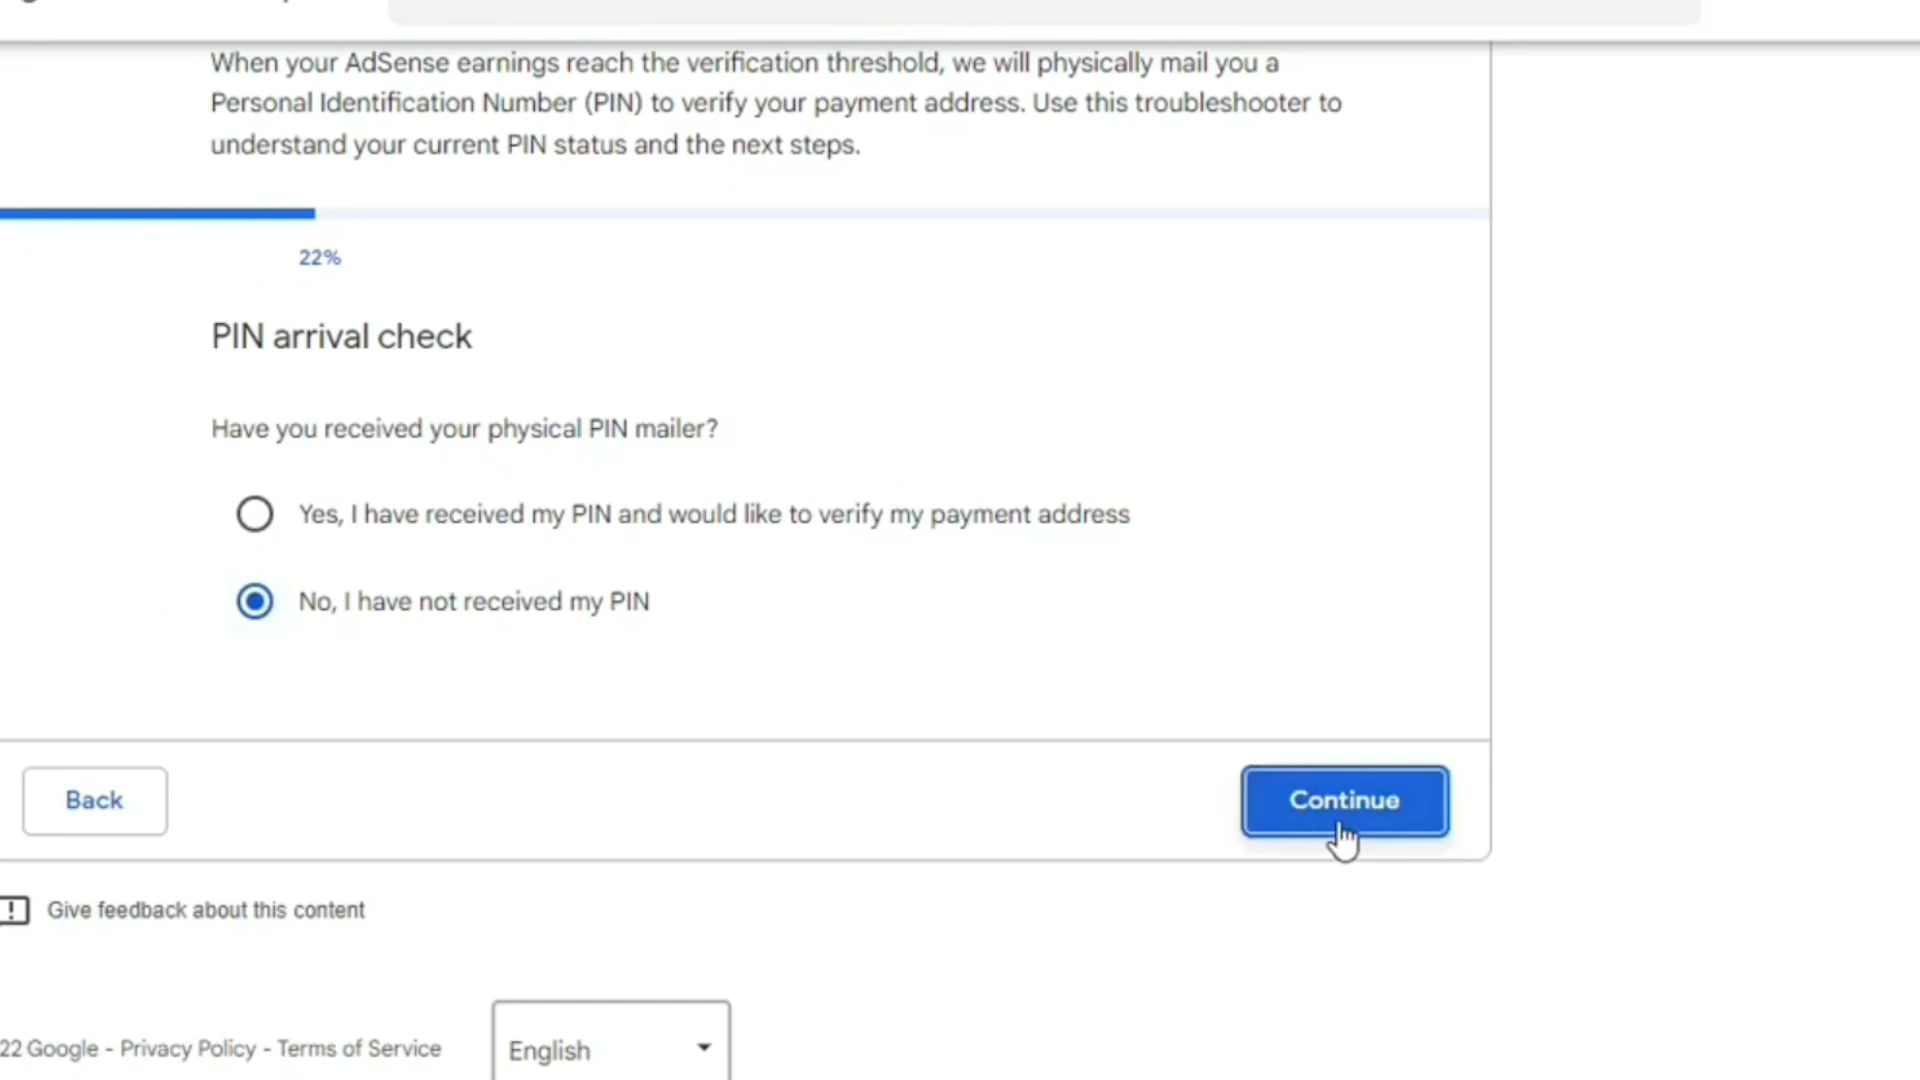 When your AdSense earnings reach the verification threshold, we will physically mail you a
Personal Identification Number (PIN) to verify your payment address. Use this troubleshooter to
understand your current PIN status and the next steps.
22%
PIN arrival check
Have you received your physical PIN mailer?
Yes, I have received my PIN and would like to verify my payment address
No, I have not received my PIN
Back
Continue
Give feedback about this content
22 Google - Privacy Policy - Terms of Service
English